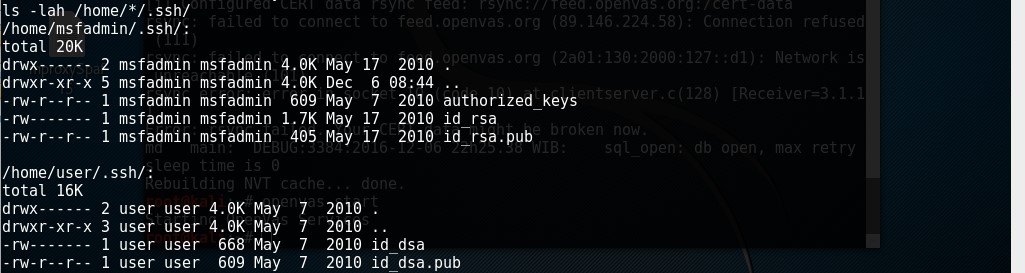 ls -lah /home/*/.ssh/
/home/msfadmin/.ssh/:
total 20K
drwx------ 2 msfadmin msfadmin 4.0K May 17  2010 .
drwxr-xr-x 5 msfadmin msfadmin 4.0K Dec  6 08:44 ..
-rw-r--r-- 1 msfadmin msfadmin  609 May  7  2010 authorized_keys
-rw------- 1 msfadmin msfadmin 1.7K May 17  2010 id_rsa
-rw-r--r-- 1 msfadmin msfadmin  405 May 17  2010 id_rsa.pub
/home/user/.ssh/:
total 16K
drwx------ 2 user user 4.0K May  7  2010 .
drwxr-xr-x 3 user user 4.0K May  7  2010 ..
-rw------- 1 user user  668 May  7  2010 id_dsa
-rw-r--r-- 1 user user  609 May  7  2010 id_dsa.pub
configured CERT data rsync feed: rsync://feed.openvas.org:/cert-data
failed to connect to feed.openvas.org (89.146.224.58): Connection refused
(111)
failed to connect to feed.openvas.org (2a01:130:2000:127::d1): Network is
clientserver.c(128) [Receiver=3.1.1
might be broken now.
md   main:  DEBUG:3384:2016-12-06 22h25.38 WIB:    sql_open: db open, max retry
sleep time is 0
Rebuilding NVT cache... done.